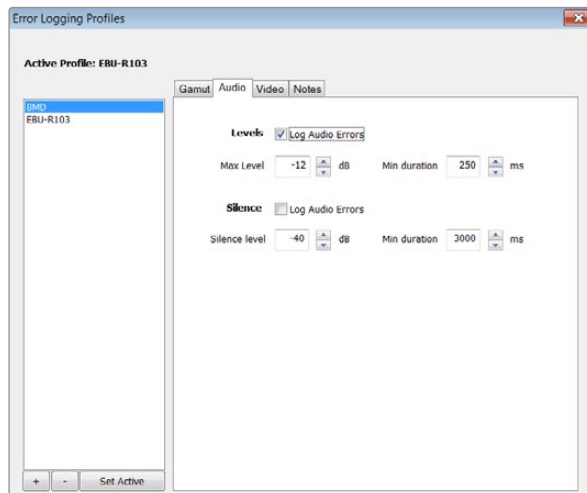 Error Logging Profiles
Active Profile: EBU-R103
BMD
EBU-R103
Gamut Audio Video Notes
Levels Log Audio Errors
Max Level -12 dB Min duration 250 ms
Silence Log Audio Errors
Silence level -40 dB Min duration 3000 ms
+ - Set Active